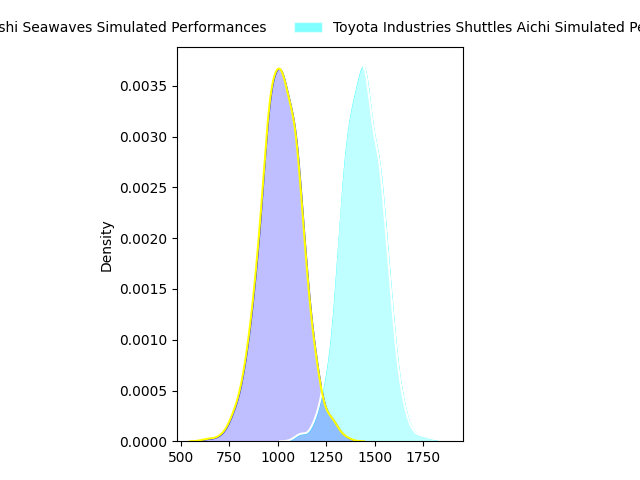 shi Seawaves Simulated Performances Toyota Industries Shuttles Aichi Simulated Pe
Density
0.0035
0.0030
0.0025
0.0020
0.0015
0.0010
0.0005
0.0000
500 750 1000 1250 1500 1750